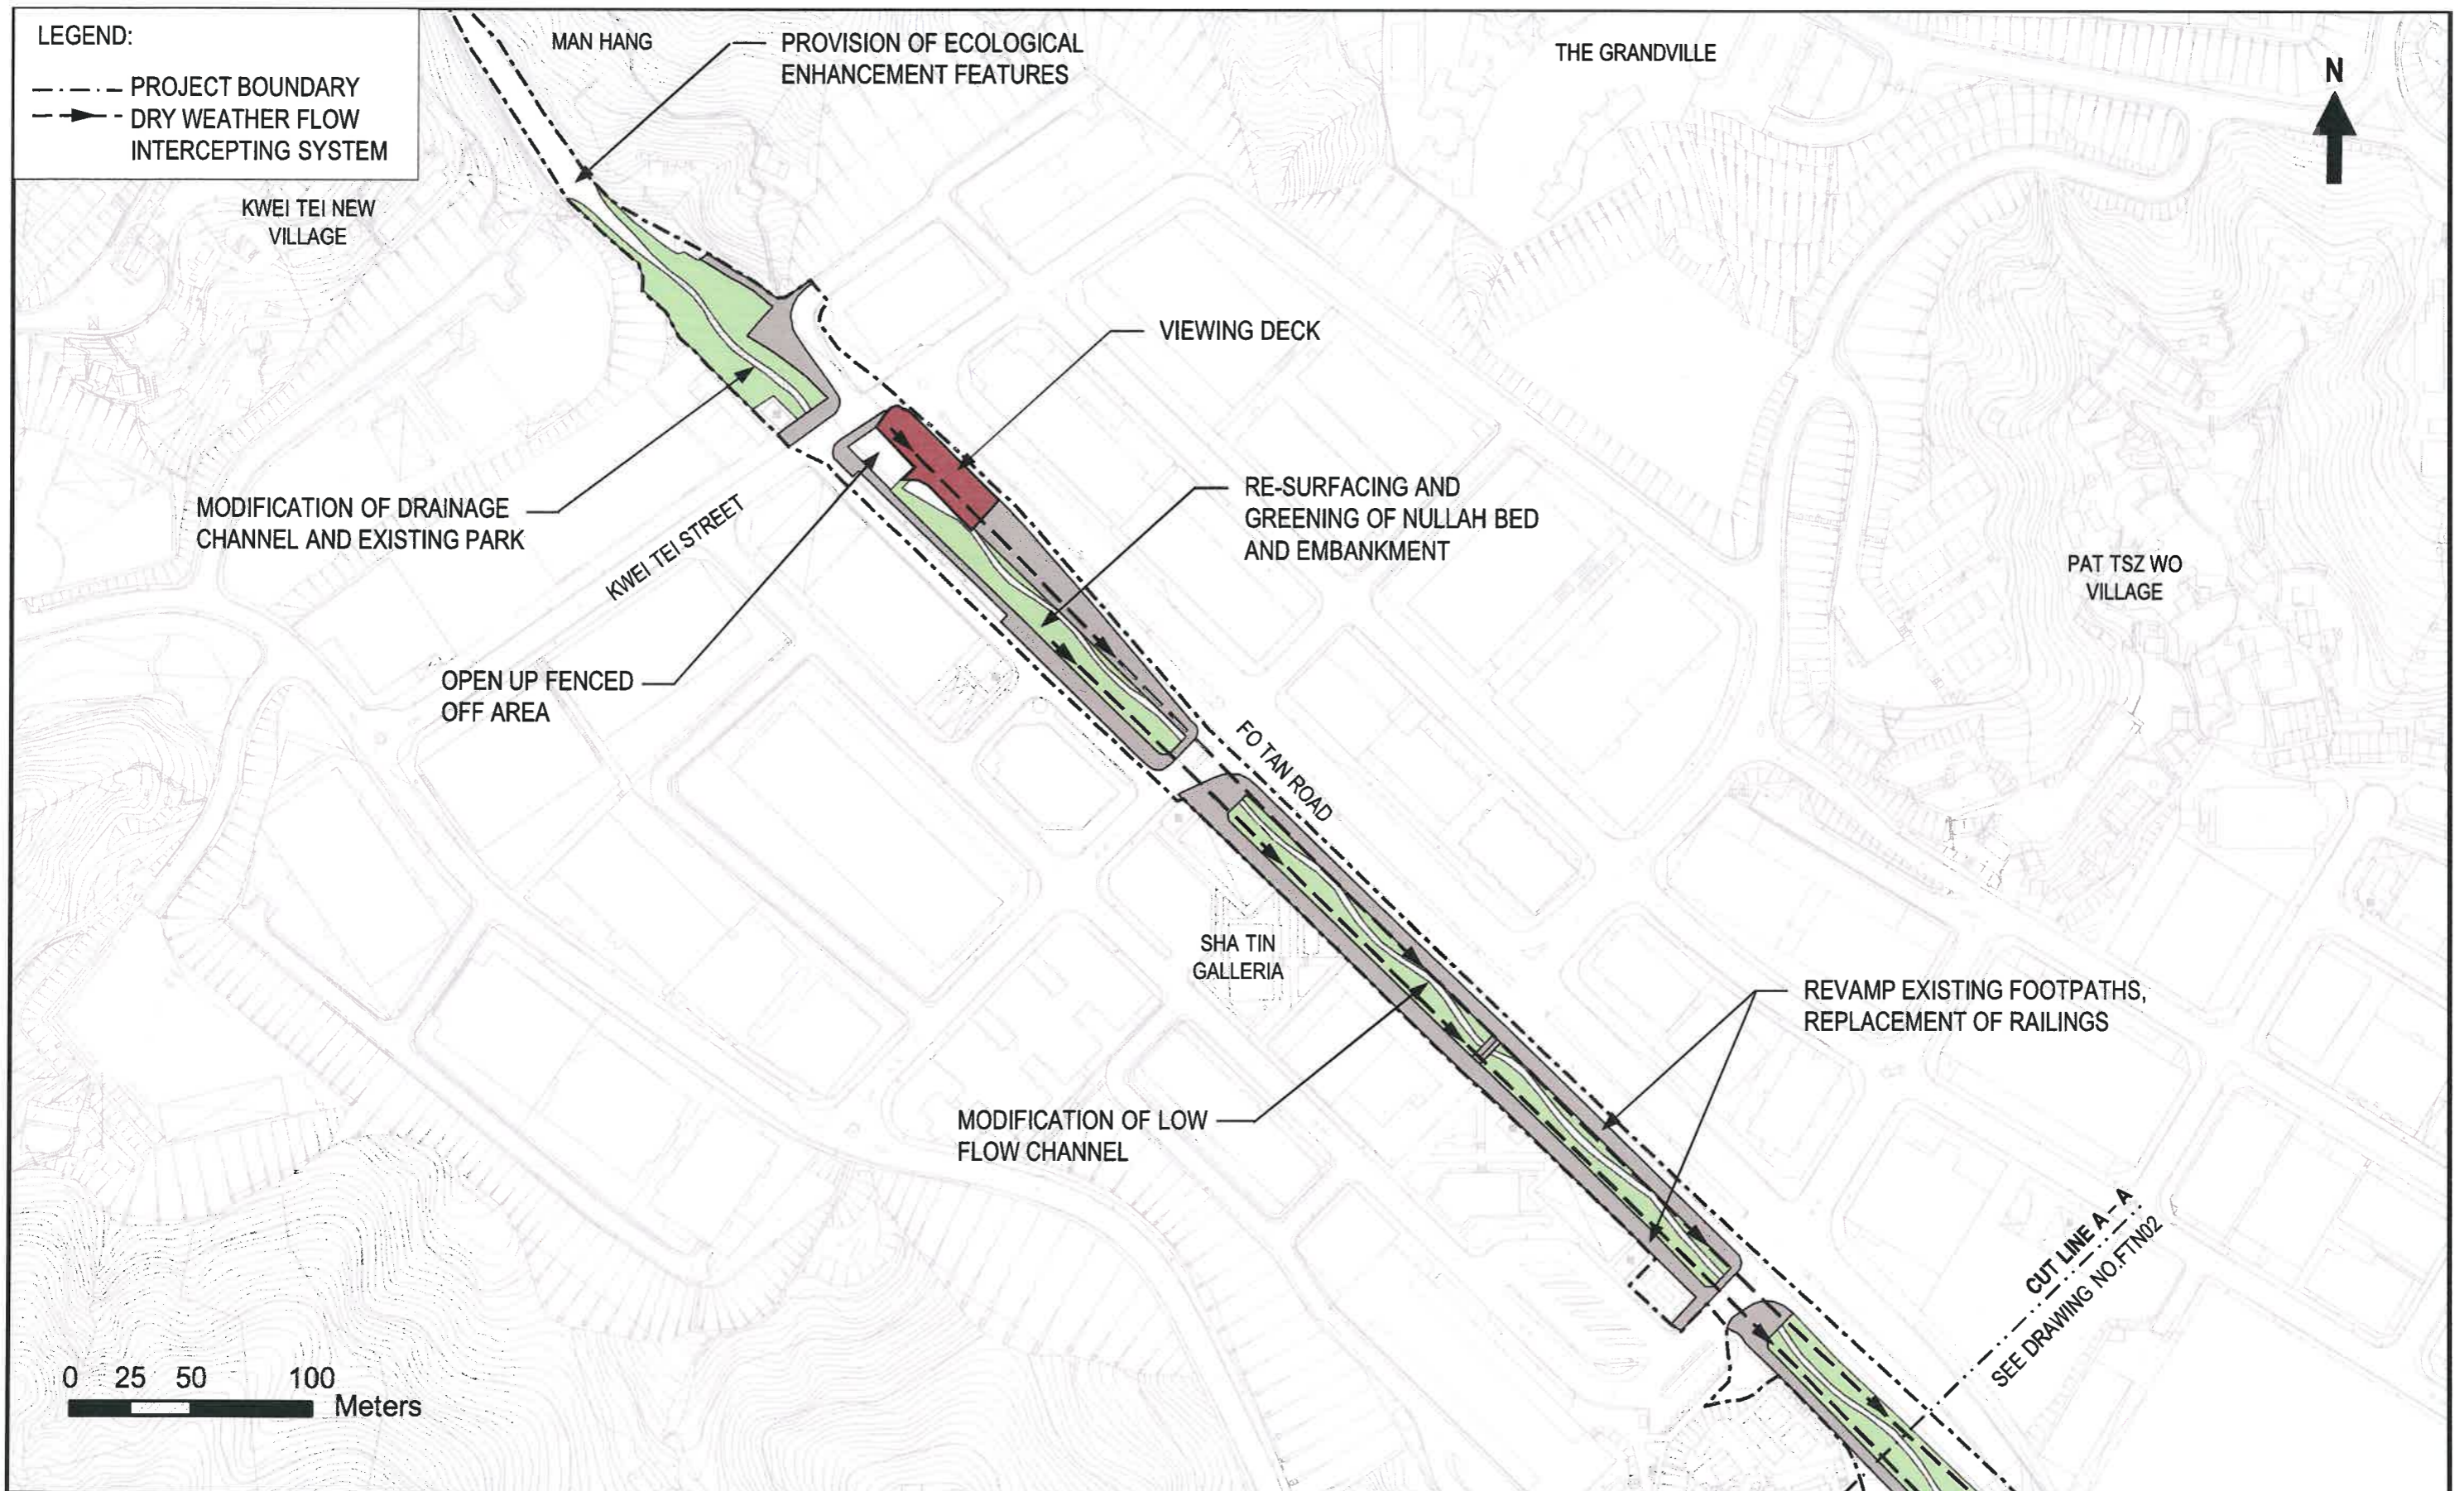 LEGEND:
PROJECT BOUNDARY
DRY WEATHER FLOW
INTERCEPTING SYSTEM
MAN HANG
PROVISION OF ECOLOGICAL
ENHANCEMENT FEATURES
THE GRANDVILLE
N
KWEI TEI NEW
VILLAGE
VIEWING DECK
MODIFICATION OF DRAINAGE
CHANNEL AND EXISTING PARK
KWEI TEI STREET
RE-SURFACING AND
GREENING OF NULLAH BED
AND EMBANKMENT
PAT TSZ WO
VILLAGE
OPEN UP FENCED
OFF AREA
FO TAN ROAD
SHA TIN
GALLERIA
REVAMP EXISTING FOOTPATHS,
REPLACEMENT OF RAILINGS
MODIFICATION OF LOW
FLOW CHANNEL
CUT LINE A - A
SEE DRAWING NO.FTN02
0 25 50 100
Meters